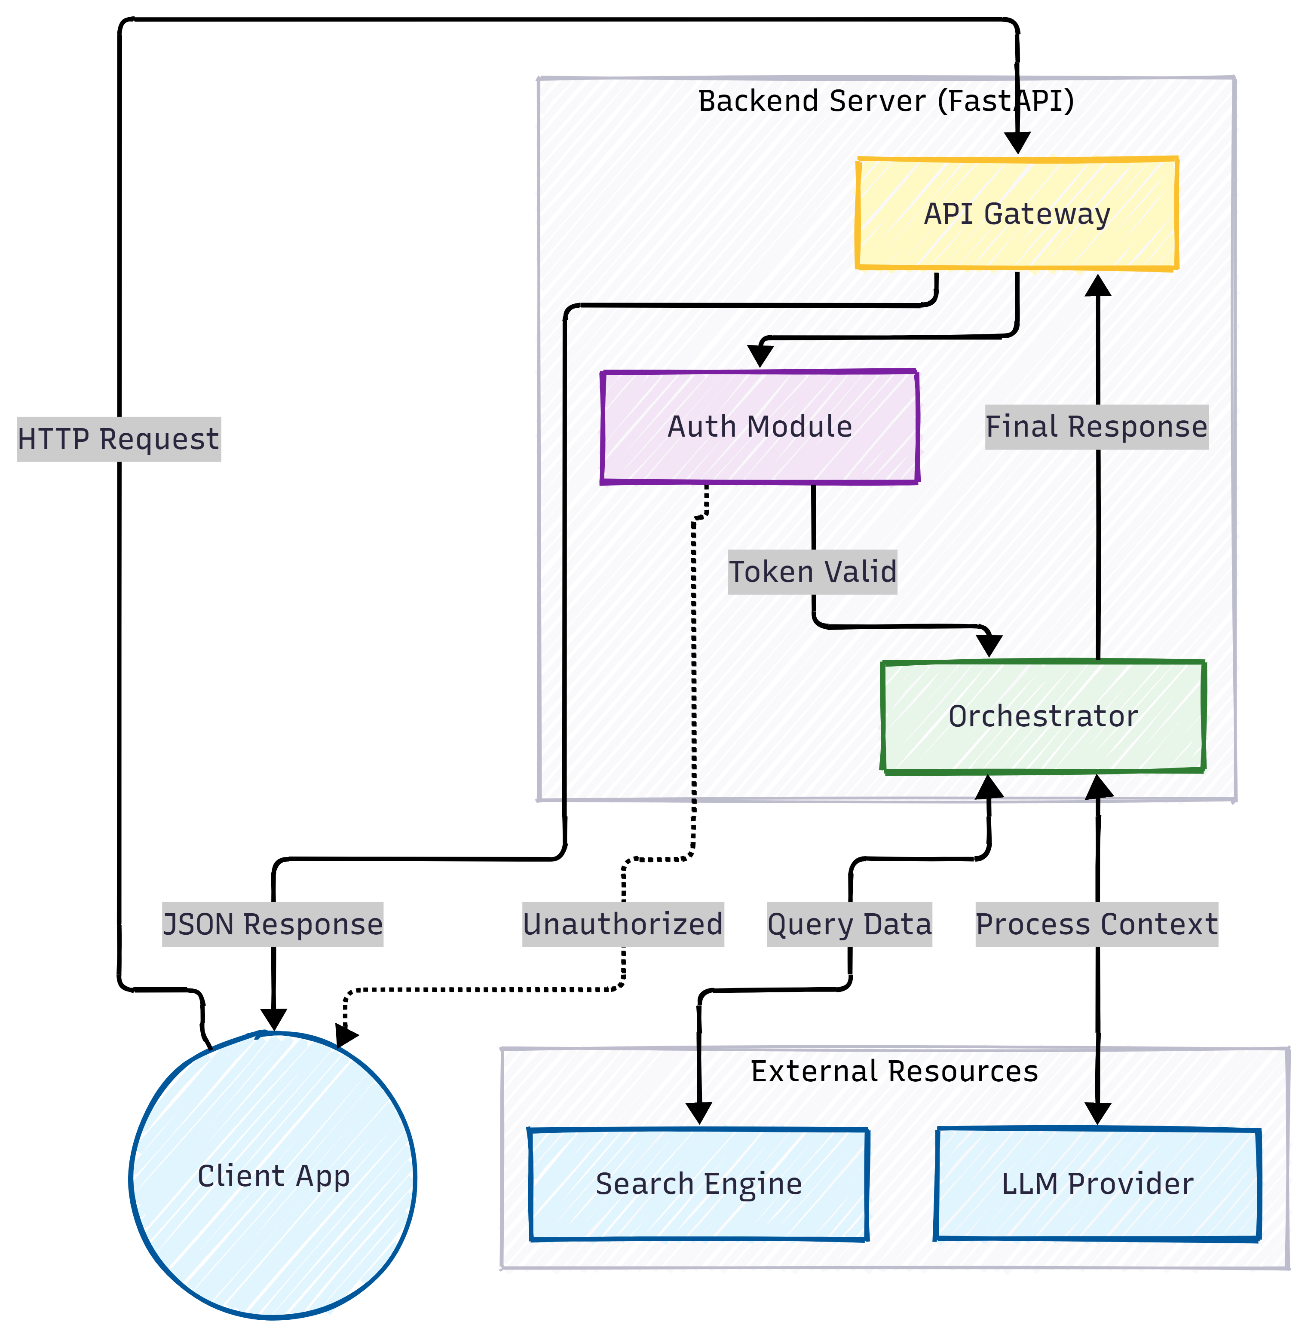 Backend Server (FastAPI)
API Gateway
HTTP Request
Auth Module
Final Response
Token Valid
Orchestrator
JSON Response
Unauthorized
Query Data
Process Context
External Resources
Client App
Search Engine
LLM Provider